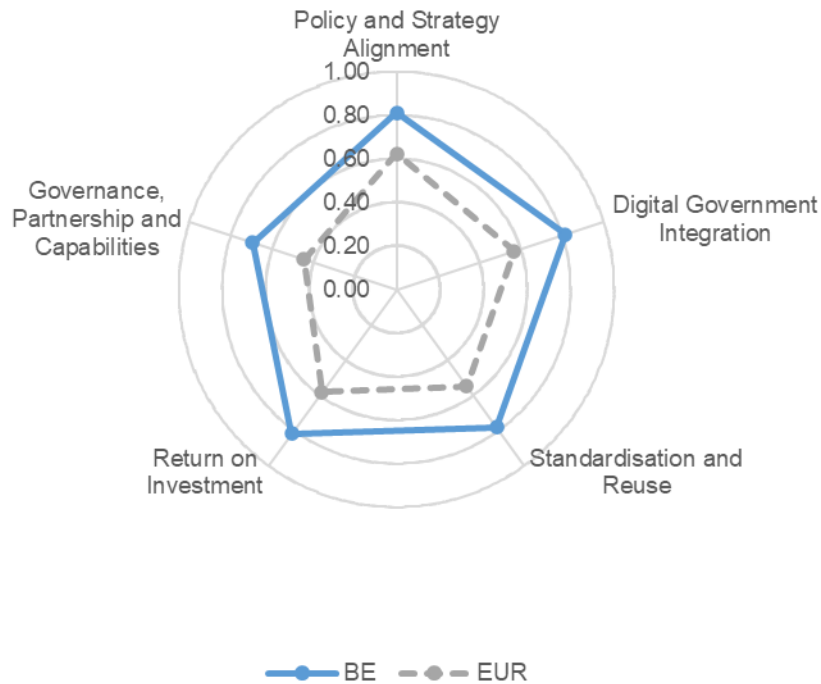 Policy and Strategy
Alignment
1.00
0.80
0.60
0.40
0.20
0.00
Governance,
Partnership and
Capabilities
Digital Government
Integration
Return on
Investment
Standardisation and
Reuse
BE
EUR